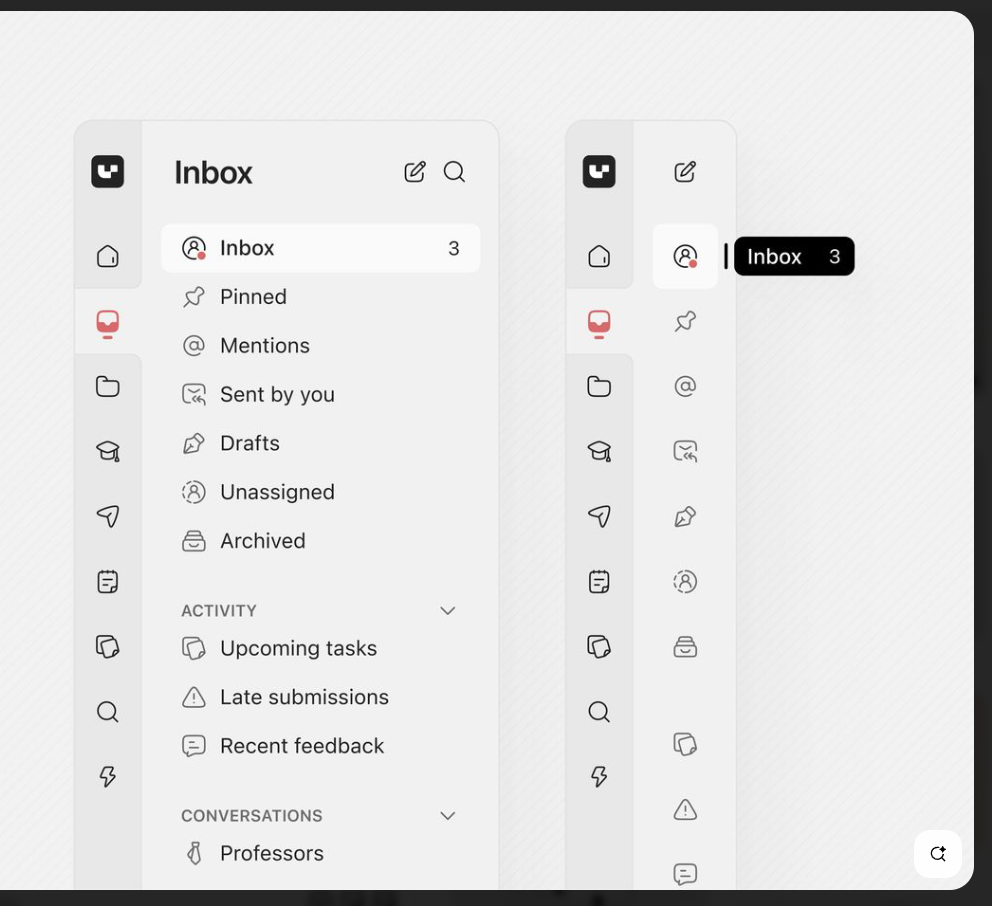 Inbox
Inbox 3
Pinned
Mentions
Sent by you
Drafts
Unassigned
Archived
ACTIVITY
Upcoming tasks
Late submissions
Recent feedback
CONVERSATIONS
Professors
Inbox 3